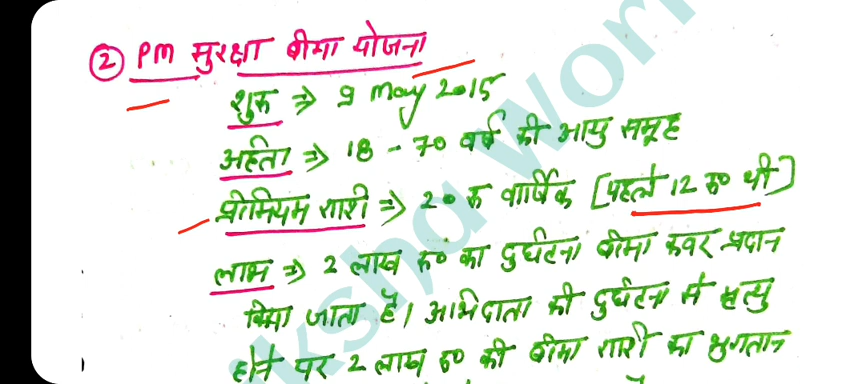 ② PM सुरक्षा बीमा योजना
शुरू ⇒ 9 May 2015
अर्हता ⇒ 18 - 70 वर्ष की आयु समूह
प्रीमियम राशी ⇒ 20 रु वार्षिक [पहले 12 रु० थी]
लाभ ⇒ 2 लाख रु० का दुर्घटना बीमा कवर प्रदान
किया जाता है। अभिदाता की दुर्घटना से मृत्यु
होने पर 2 लाख रु० की बीमा राशी का भुगतान